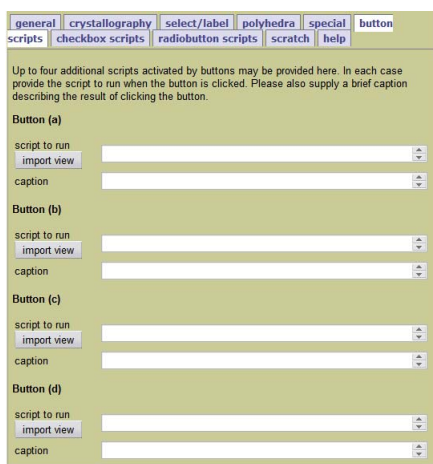 general crystallography select/label polyhedra special button
scripts checkbox scripts radiobutton scripts scratch help
Up to four additional scripts activated by buttons may be provided here. In each case
provide the script to run when the button is clicked. Please also supply a brief caption
describing the result of clicking the button.
Button (a)
script to run
import view
caption
Button (b)
script to run
import view
caption
Button (c)
script to run
import view
caption
Button (d)
script to run
import view
caption